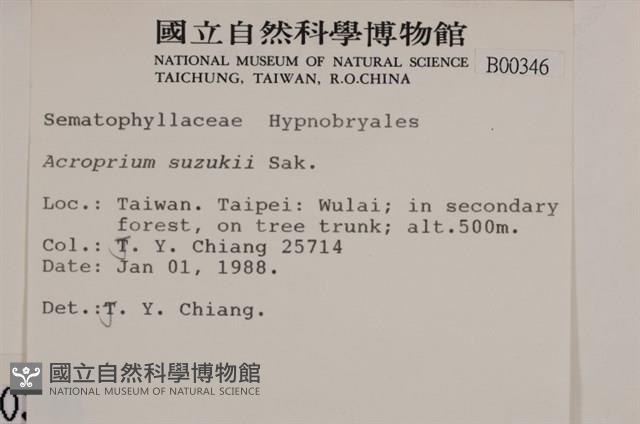 國立自然科學博物館
NATIONAL MUSEUM OF NATURAL SCIENCE
TAICHUNG, TAIWAN, R.O.CHINA
B00346
Sematophyllaceae Hypnobryales
Acroprium suzukii Sak.
Loc.: Taiwan. Taipei: Wulai; in secondary
forest, on tree trunk; alt.500m.
Col.: T. Y. Chiang 25714
Date: Jan 01, 1988.
Det.:T. Y. Chiang.
0.
國立自然科學博物館
NATIONAL MUSEUM OF NATURAL SCIENCE